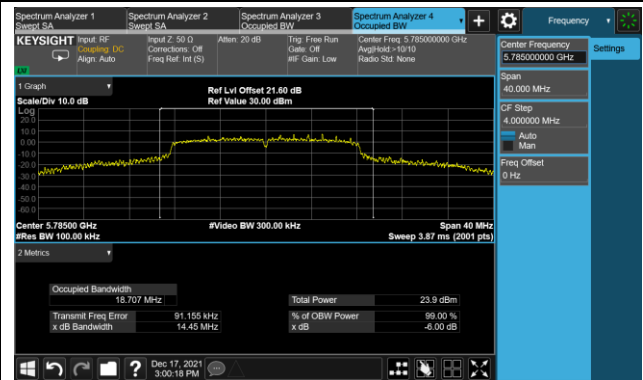 Spectrum Analyzer 1
Swept SA
Spectrum Analyzer 2
Swept SA
Spectrum Analyzer 3
Occupied BW
Spectrum Analyzer 4
Occupied BW
Frequency
KEYSIGHT
Input: RF
Coupling: DC
Align: Auto
Input Z: 50 Ω
Corrections: Off
Freq Ref: Int (S)
Atten: 20 dB
Trig: Free Run
Gate: Off
#IF Gain: Low
Center Freq: 5.785000000 GHz
Avg|Hold:>10/10
Radio Std: None
Center Frequency
5.785000000 GHz
Settings
Span
40.000 MHz
CF Step
4.000000 MHz
Auto
Man
Freq Offset
0 Hz
1 Graph
Scale/Div 10.0 dB
Ref Lvl Offset 21.60 dB
Ref Value 30.00 dBm
Log
20.0
10.0
0.00
-10.0
-20.0
-30.0
-40.0
-50.0
-60.0
Center 5.78500 GHz
#Res BW 100.00 kHz
#Video BW 300.00 kHz
Span 40 MHz
Sweep 3.87 ms (2001 pts)
2 Metrics
Occupied Bandwidth
18.707 MHz
Transmit Freq Error 91.155 kHz
x dB Bandwidth 14.45 MHz
Total Power 23.9 dBm
% of OBW Power 99.00 %
x dB -6.00 dB
Dec 17, 2021
3:00:18 PM